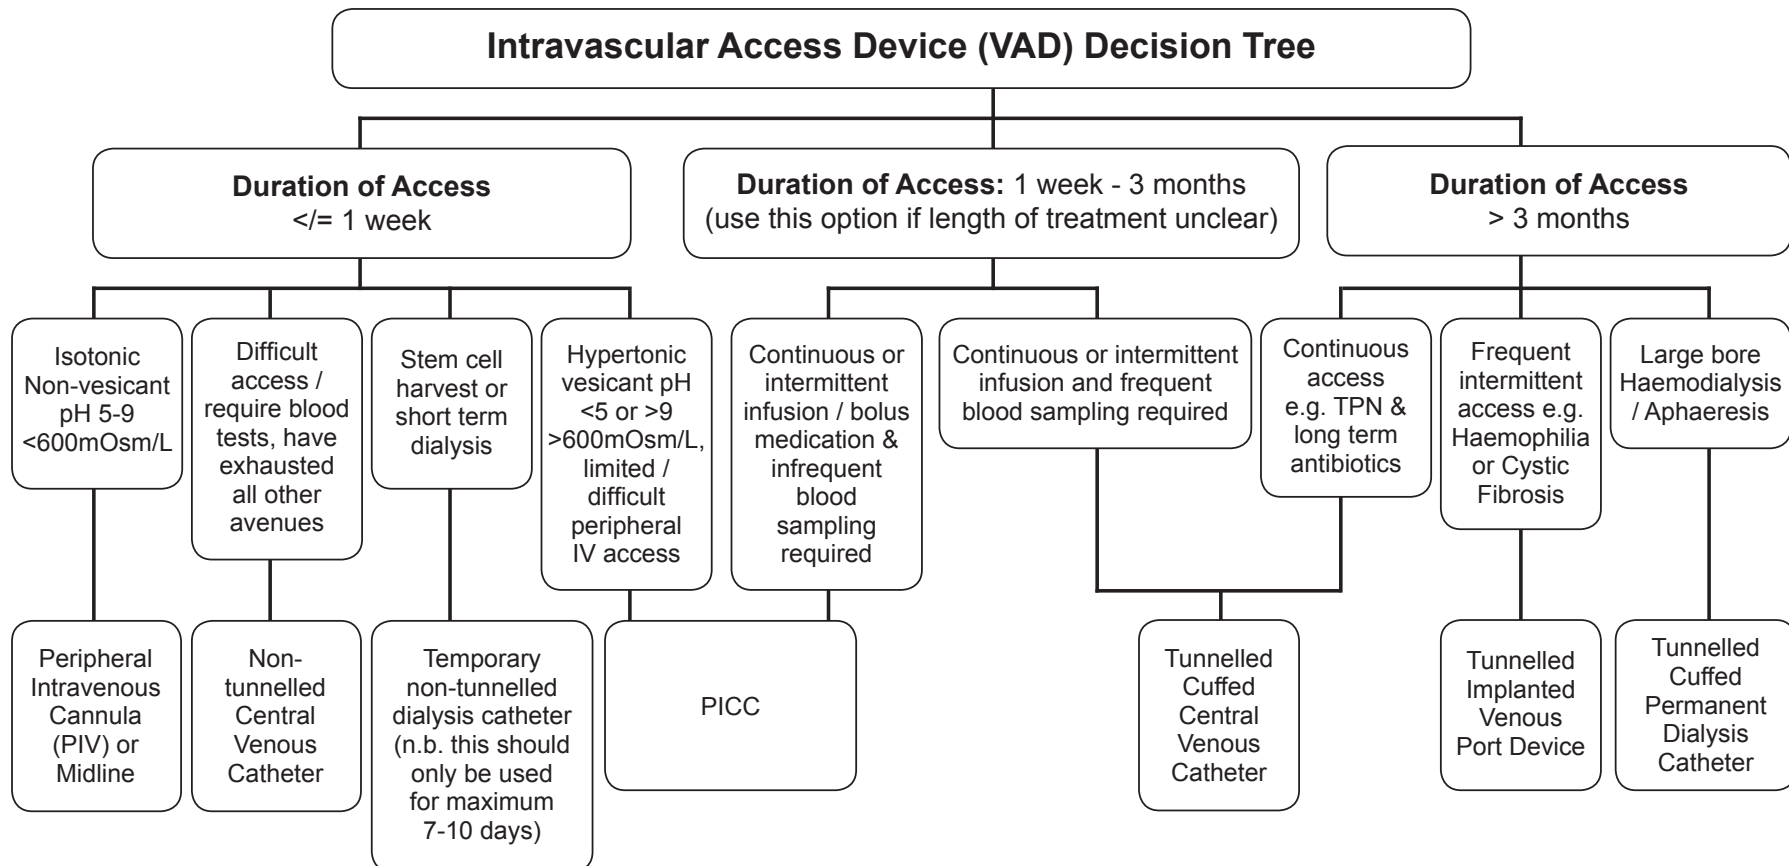 Intravascular Access Device (VAD) Decision Tree
Duration of Access
</= 1 week
Duration of Access: 1 week - 3 months
(use this option if length of treatment unclear)
Duration of Access
> 3 months
Isotonic
Non-vesicant
pH 5-9
<600mOsm/L
Difficult
access /
require blood
tests, have
exhausted
all other
avenues
Stem cell
harvest or
short term
dialysis
Hypertonic
vesicant pH
<5 or >9
>600mOsm/L,
limited /
difficult
peripheral
IV access
Continuous or
intermittent
infusion / bolus
medication &
infrequent
blood
sampling
required
Continuous or intermittent
infusion and frequent
blood sampling required
Continuous
access
e.g. TPN &
long term
antibiotics
Frequent
intermittent
access e.g.
Haemophilia
or Cystic
Fibrosis
Large bore
Haemodialysis
/ Aphaeresis
Peripheral
Intravenous
Cannula
(PIV) or
Midline
Non-
tunnelled
Central
Venous
Catheter
Temporary
non-tunnelled
dialysis catheter
(n.b. this should
only be used
for maximum
7-10 days)
PICC
Tunnelled
Cuffed
Central
Venous
Catheter
Tunnelled
Implanted
Venous
Port Device
Tunnelled
Cuffed
Permanent
Dialysis
Catheter